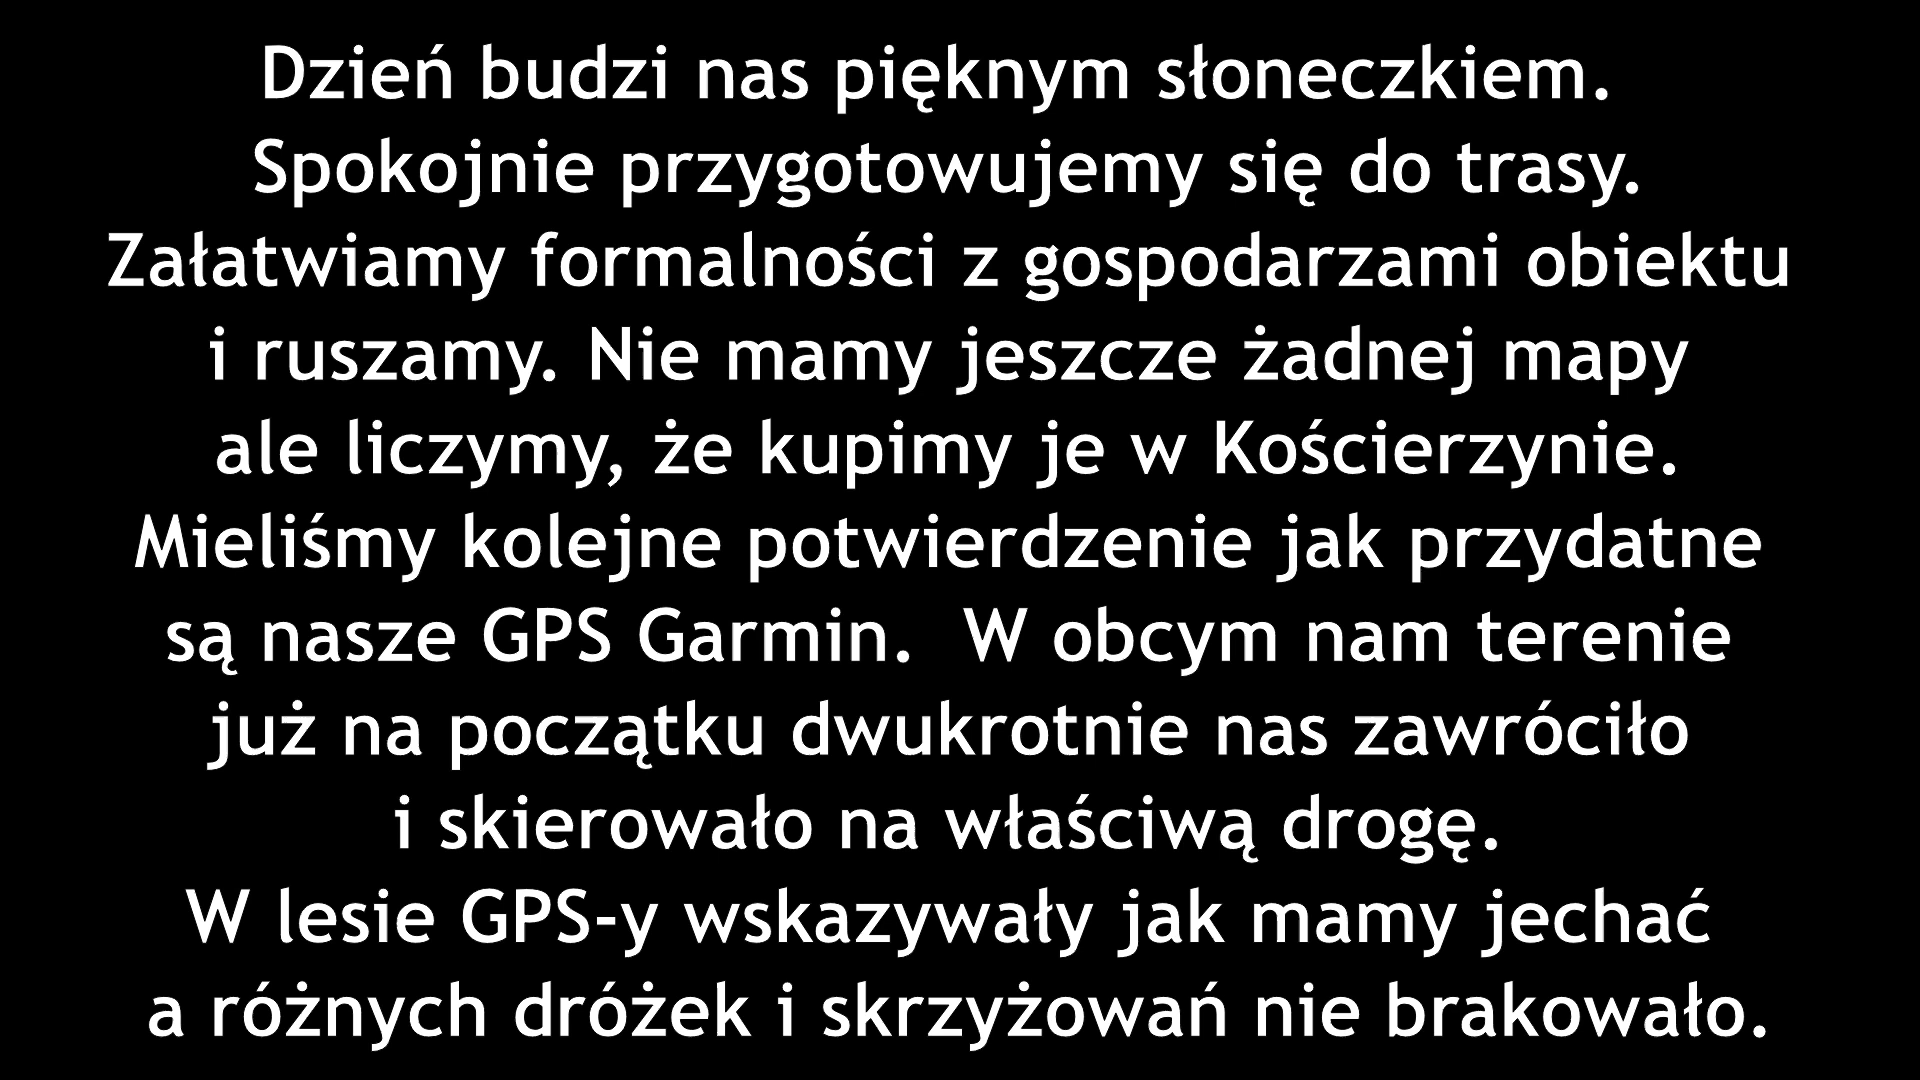 Dzień budzi nas pięknym słoneczkiem.
Spokojnie przygotowujemy się do trasy.
Załatwiamy formalności z gospodarzami obiektu
i ruszamy. Nie mamy jeszcze żadnej mapy
ale liczymy, że kupimy je w Kościerzynie.
Mieliśmy kolejne potwierdzenie jak przydatne
są nasze GPS Garmin.  W obcym nam terenie
już na początku dwukrotnie nas zawróciło
i skierowało na właściwą drogę.
W lesie GPS-y wskazywały jak mamy jechać
a różnych dróżek i skrzyżowań nie brakowało.